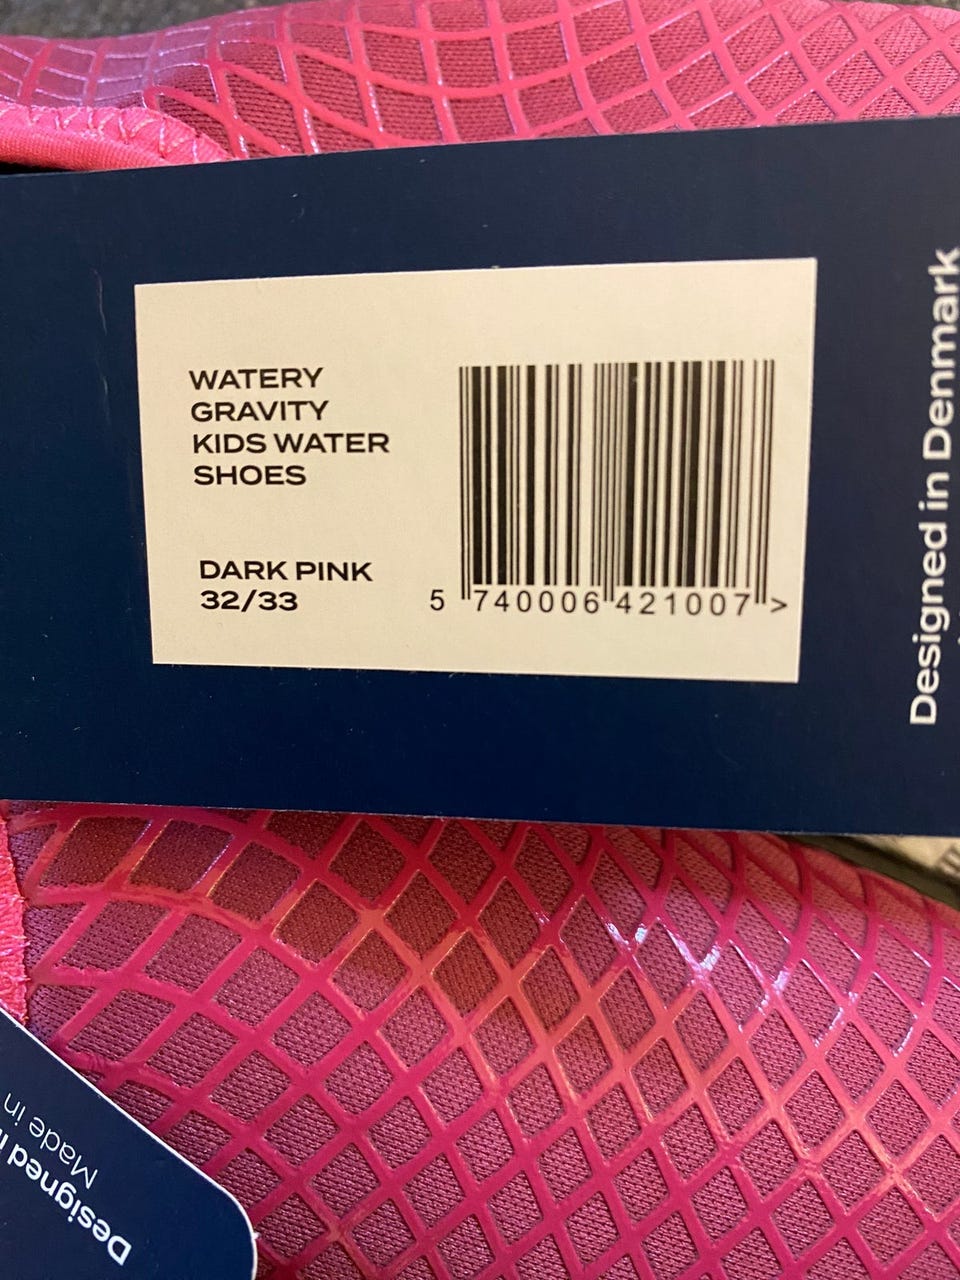 WATERY
GRAVITY
KIDS WATER
SHOES
DARK PINK
32/33
5 740006 421007 >
Designed in Denmark
Designed
Made in